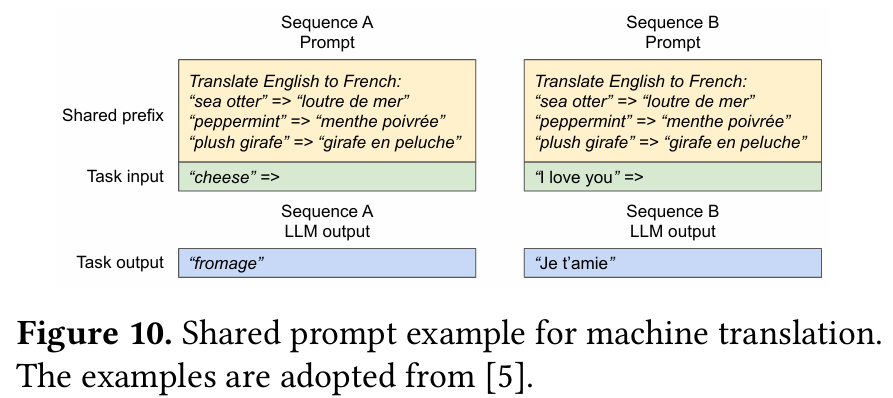 Sequence A
Prompt
Sequence B
Prompt
Shared prefix
Translate English to French:
“sea otter” => “loutre de mer”
“peppermint” => “menthe poivrée”
“plush girafe” => “girafe en peluche”
Translate English to French:
“sea otter” => “loutre de mer”
“peppermint” => “menthe poivrée”
“plush girafe” => “girafe en peluche”
Task input
“cheese” =>
“I love you” =>
Sequence A
LLM output
Sequence B
LLM output
Task output
“fromage”
“Je t’amie”
Figure 10. Shared prompt example for machine translation.
The examples are adopted from [5].